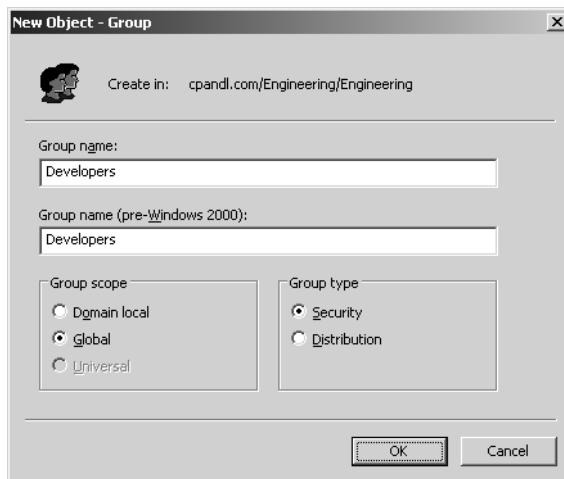 New Object - Group
Create in: cpandl.com/Engineering/Engineering
Group name:
Developers
Group name (pre-Windows 2000):
Developers
Group scope
Domain local
Global
Universal
Group type
Security
Distribution
OK
Cancel